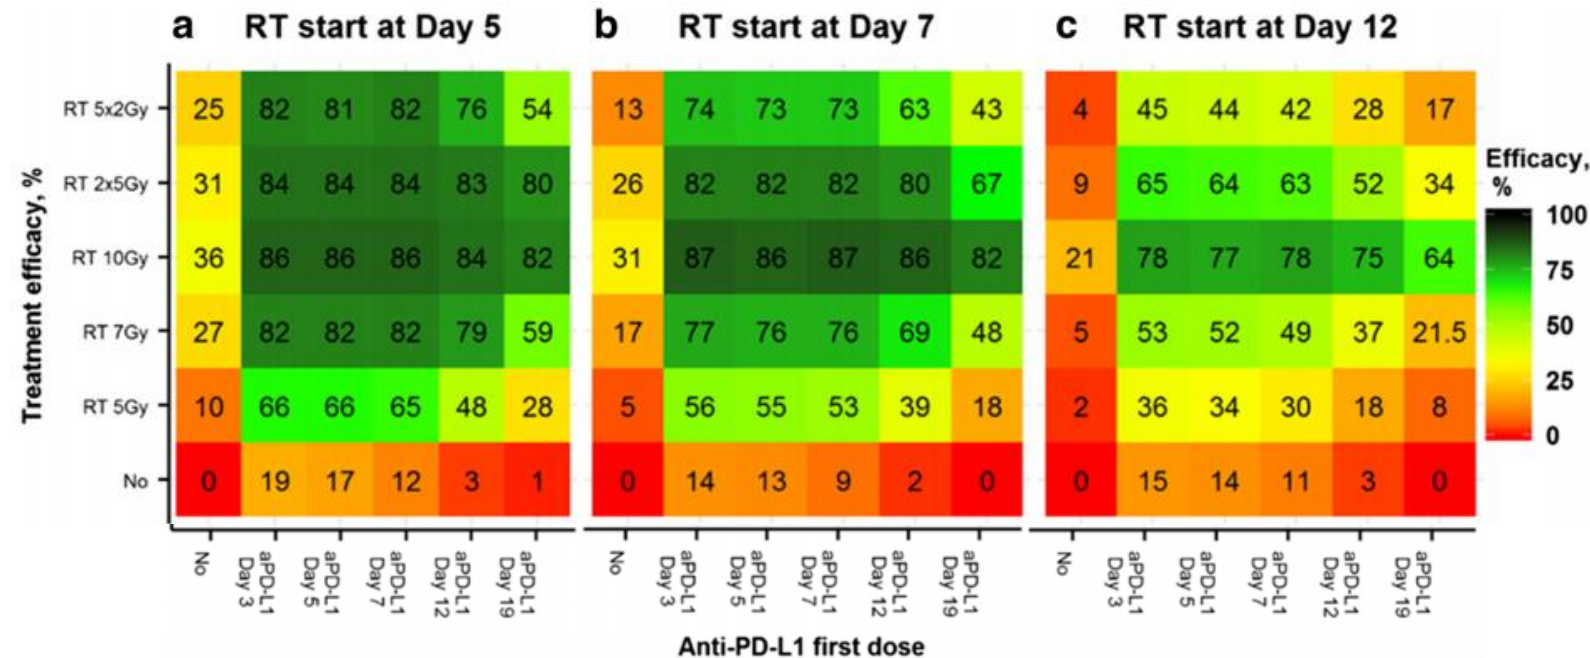 a RT start at Day 5 b RT start at Day 7 c RT start at Day 12
Treatment efficacy, %
RT 5x2Gy 25 82 81 82 76 54 13 74 73 73 63 43 4 45 44 42 28 17
RT 2x5Gy 31 84 84 84 83 80 26 82 82 82 80 67 9 65 64 63 52 34
RT 10Gy 36 86 86 86 84 82 31 87 86 87 86 82 21 78 77 78 75 64
RT 7Gy 27 82 82 82 79 59 17 77 76 76 69 48 5 53 52 49 37 21.5
RT 5Gy 10 66 66 65 48 28 5 56 55 53 39 18 2 36 34 30 18 8
No 0 19 17 12 3 1 0 14 13 9 2 0 0 15 14 11 3 0
Efficacy,
%
100
75
50
25
0
No
aPD-L1
Day 3
aPD-L1
Day 5
aPD-L1
Day 7
aPD-L1
Day 12
aPD-L1
Day 19
No
aPD-L1
Day 3
aPD-L1
Day 5
aPD-L1
Day 7
aPD-L1
Day 12
aPD-L1
Day 19
No
aPD-L1
Day 3
aPD-L1
Day 5
aPD-L1
Day 7
aPD-L1
Day 12
aPD-L1
Day 19
Anti-PD-L1 first dose